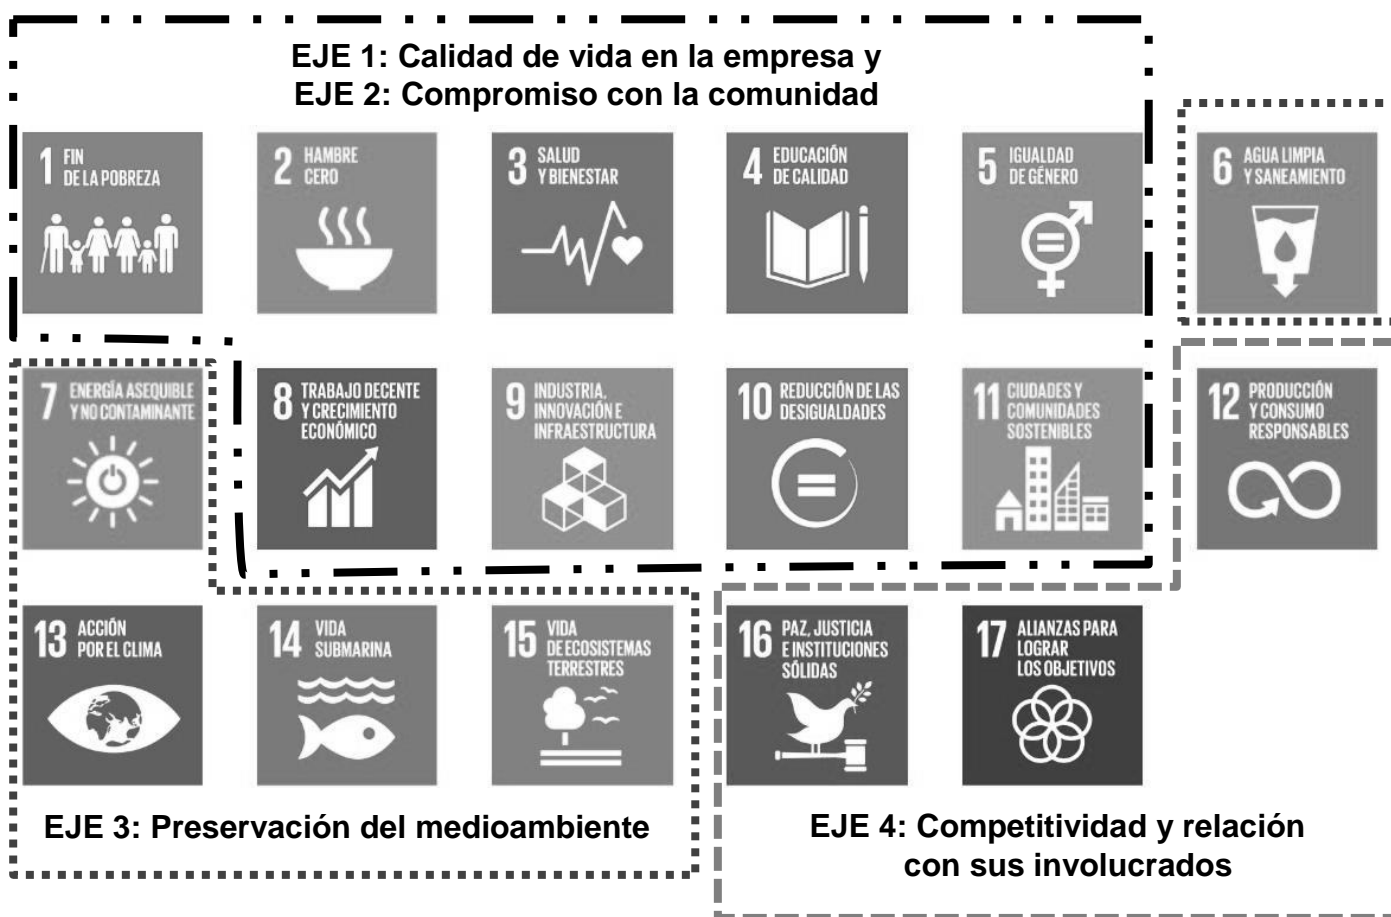 EJE 1: Calidad de vida en la empresa y
EJE 2: Compromiso con la comunidad
1 FIN
DE LA POBREZA
2 HAMBRE
CERO
3 SALUD
Y BIENESTAR
4 EDUCACIÓN
DE CALIDAD
5 IGUALDAD
DE GÉNERO
6 AGUA LIMPIA
Y SANEAMIENTO
7 ENERGÍA ASEQUIBLE
Y NO CONTAMINANTE
8 TRABAJO DECENTE
Y CRECIMIENTO
ECONÓMICO
9 INDUSTRIA,
INNOVACIÓN E
INFRAESTRUCTURA
10 REDUCCIÓN DE LAS
DESIGUALDADES
11 CIUDADES Y
COMUNIDADES
SOSTENIBLES
12 PRODUCCIÓN
Y CONSUMO
RESPONSABLES
13 ACCIÓN
POR EL CLIMA
14 VIDA
SUBMARINA
15 VIDA
DE ECOSISTEMAS
TERRESTRES
16 PAZ, JUSTICIA
E INSTITUCIONES
SÓLIDAS
17 ALIANZAS PARA
LOGRAR
LOS OBJETIVOS
EJE 3: Preservación del medioambiente
EJE 4: Competitividad y relación
con sus involucrados